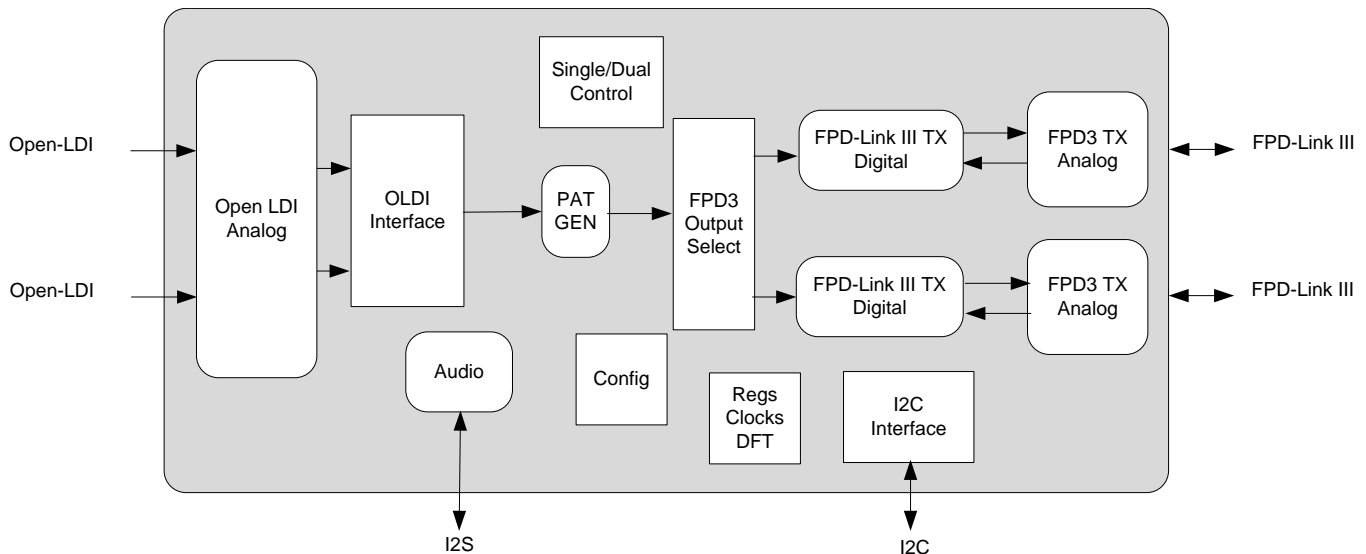 Single/Dual
Control
Open-LDI
Open-LDI
Open LDI
Analog
OLDI
Interface
PAT
GEN
FPD3
Output
Select
FPD-Link III TX
Digital
FPD3 TX
Analog
FPD-Link III
FPD-Link III TX
Digital
FPD3 TX
Analog
FPD-Link III
Audio
Config
Regs
Clocks
DFT
I2C
Interface
I2S
I2C